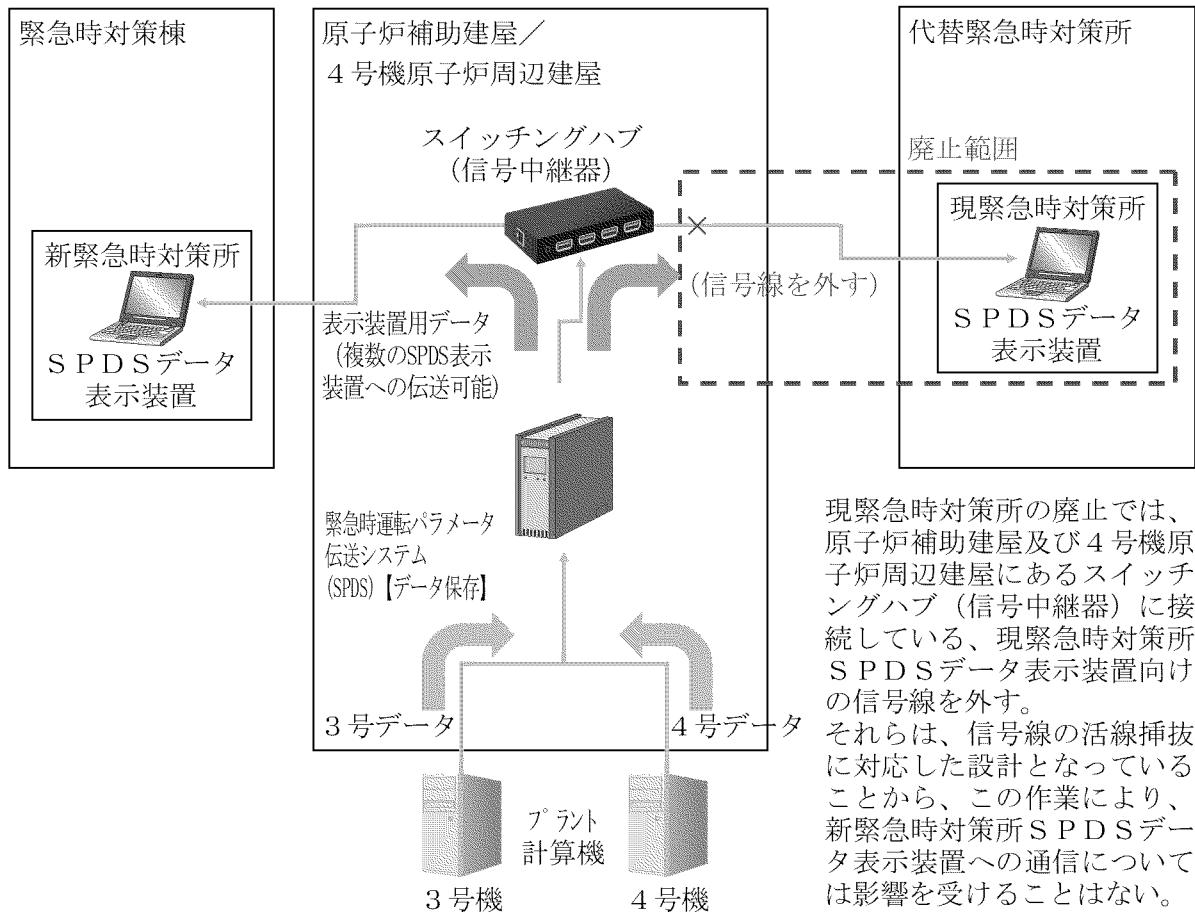 緊急時対策棟
新緊急時対策所
ＳＰＤＳデータ
表示装置
原子炉補助建屋／
４号機原子炉周辺建屋
スイッチングハブ
（信号中継器）
表示装置用データ
（複数のSPDS表示
装置への伝送可能）
緊急時運転パラメータ
伝送システム
(SPDS)【データ保存】
３号データ
４号データ
プラント
計算機
３号機
４号機
代替緊急時対策所
廃止範囲
現緊急時対策所
ＳＰＤＳデータ
表示装置
（信号線を外す）
現緊急時対策所の廃止では、
原子炉補助建屋及び４号機原
子炉周辺建屋にあるスイッチ
ングハブ（信号中継器）に接
続している、現緊急時対策所
ＳＰＤＳデータ表示装置向け
の信号線を外す。
それらは、信号線の活線挿抜
に対応した設計となっている
ことから、この作業により、
新緊急時対策所ＳＰＤＳデー
タ表示装置への通信について
は影響を受けることはない。